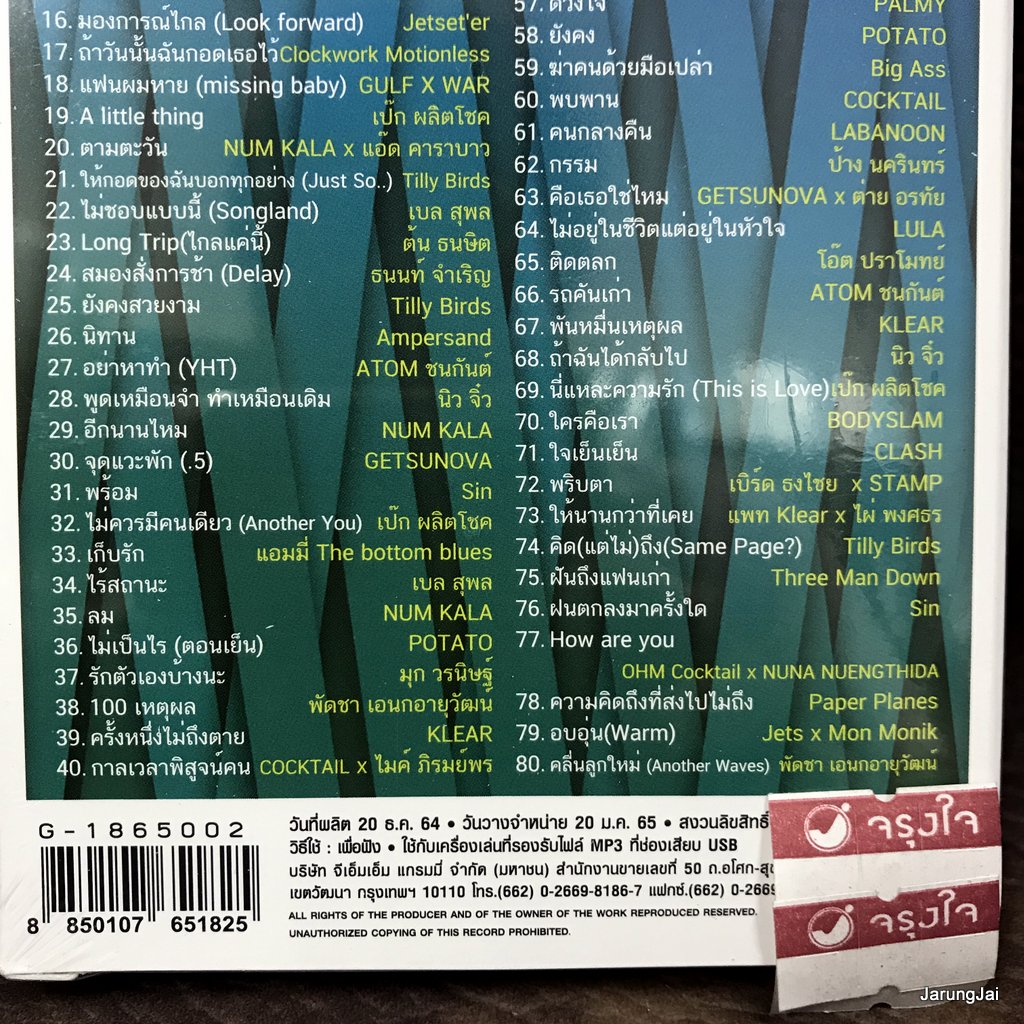 16. มองการณ์ไกล (Look forward) Jetset'er
17. ถ้าวันนั้นฉันกอดเธอไว้ Clockwork Motionless
18. แฟนผมหาย (missing baby) GULF X WAR
19. A little thing เป๊ก ผลิตโชค
20. ตามตะวัน NUM KALA x แอ๊ด คาราบาว
21. ให้กอดของฉันบอกทุกอย่าง (Just So..) Tilly Birds
22. ไม่ชอบแบบนี้ (Songland) เบล สุพล
23. Long Trip(ไกลแค่นี้) ต้น ธนษิต
24. สมองสั่งการช้า (Delay) ธนนท์ จำเริญ
25. ยังคงสวยงาม Tilly Birds
26. นิทาน Ampersand
27. อย่าหาทำ (YHT) ATOM ชนกันต์
28. พูดเหมือนจำ ทำเหมือนเดิม นิว จิ๋ว
29. อีกนานไหม NUM KALA
30. จุดแวะพัก (.5) GETSUNOVA
31. พร้อม Sin
32. ไม่ควรมีคนเดียว (Another You) เป๊ก ผลิตโชค
33. เก็บรัก แอมมี่ The bottom blues
34. ไร้สถานะ เบล สุพล
35. ลม NUM KALA
36. ไม่เป็นไร (ตอนเย็น) POTATO
37. รักตัวเองบ้างนะ มุก วรนิษฐ์
38. 100 เหตุผล พัดชา เอนกอายุวัฒน์
39. ครั้งหนึ่งไม่ถึงตาย KLEAR
40. กาลเวลาพิสูจน์คน COCKTAIL x ไมค์ ภิรมย์พร
57. ดวงใจ PALMY
58. ยังคง POTATO
59. ฆ่าคนด้วยมือเปล่า Big Ass
60. พบพาน COCKTAIL
61. คนกลางคืน LABANOON
62. กรรม ป้าง นครินทร์
63. คือเธอใช่ไหม GETSUNOVA x ต่าย อรทัย
64. ไม่อยู่ในชีวิตแต่อยู่ในหัวใจ LULA
65. ติดตลก โอ๊ต ปราโมทย์
66. รถคันเก่า ATOM ชนกันต์
67. พันหมื่นเหตุผล KLEAR
68. ถ้าฉันได้กลับไป นิว จิ๋ว
69. นี่แหละความรัก (This is Love) เป๊ก ผลิตโชค
70. ใครคือเรา BODYSLAM
71. ใจเย็นเย็น CLASH
72. พริบตา เบิร์ด ธงไชย x STAMP
73. ให้นานกว่าที่เคย แพท Klear x ไผ่ พงศธร
74. คิด(แต่ไม่)ถึง(Same Page?) Tilly Birds
75. ฝันถึงแฟนเก่า Three Man Down
76. ฝนตกลงมาครั้งใด Sin
77. How are you
OHM Cocktail x NUNA NUENGTHIDA
78. ความคิดถึงที่ส่งไปไม่ถึง Paper Planes
79. อบอุ่น(Warm) Jets x Mon Monik
80. คลื่นลูกใหม่ (Another Waves) พัดชา เอนกอายุวัฒน์
G-1865002
8 850107 651825
วันที่ผลิต 20 ธ.ค. 64 • วันวางจำหน่าย 20 ม.ค. 65 • สงวนลิขสิทธิ์
วิธีใช้ : เพื่อฟัง • ใช้กับเครื่องเล่นที่รองรับไฟล์ MP3 ที่ช่องเสียบ USB
บริษัท จีเอ็มเอ็ม แกรมมี่ จำกัด (มหาชน) สำนักงานขายเลขที่ 50 ถ.อโศก-สุ
เขตวัฒนา กรุงเทพฯ 10110 โทร.(662) 0-2669-8186-7 แฟกซ์.(662) 0-2669
ALL RIGHTS OF THE PRODUCER AND OF THE OWNER OF THE WORK REPRODUCED RESERVED.
UNAUTHORIZED COPYING OF THIS RECORD PROHIBITED.
จรุงใจ
จรุงใจ
JarungJai